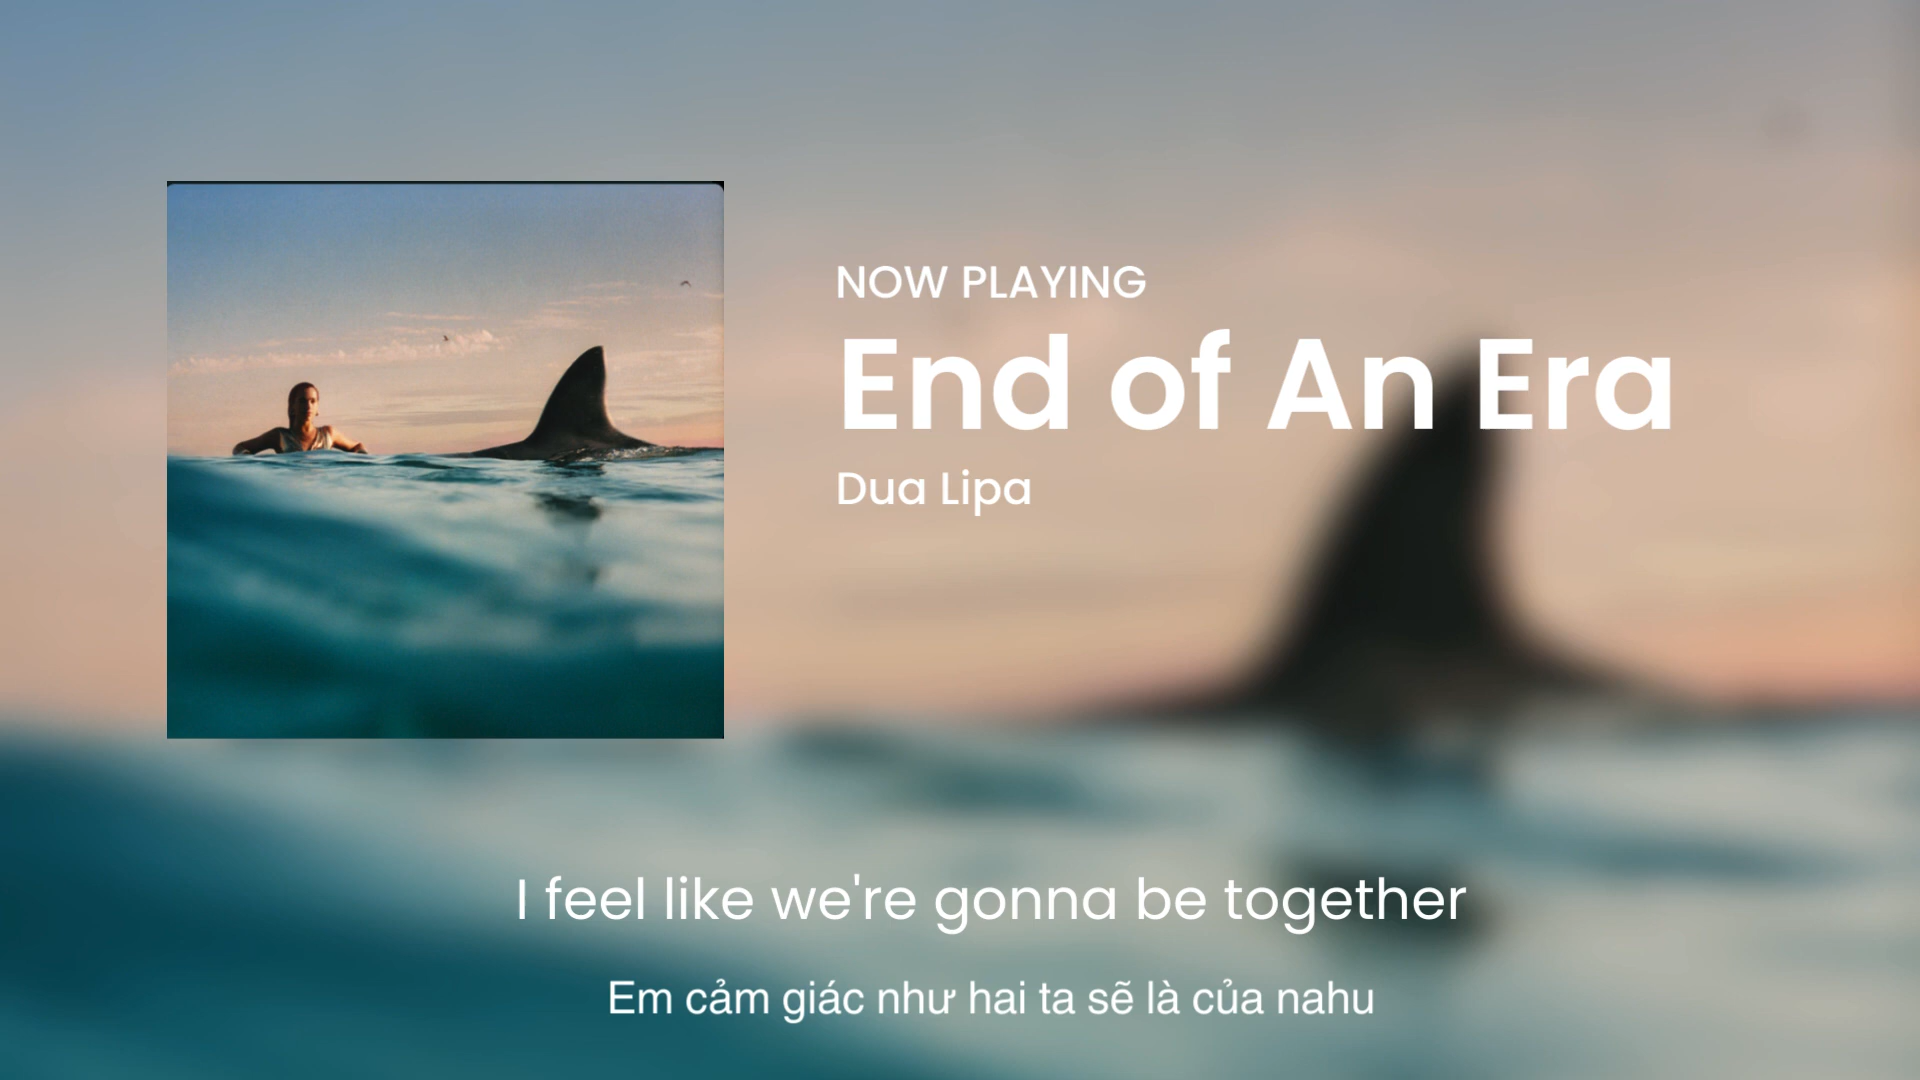 NOW PLAYING
End of An Era
Dua Lipa
I feel like we're gonna be together
Em cảm giác như hai ta sẽ là của nahu